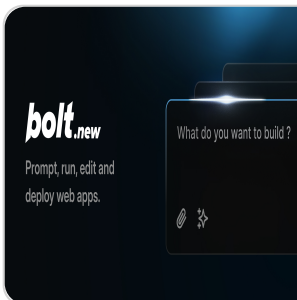 bolt.new
Prompt, run, edit and
deploy web apps.
What do you want to build ?